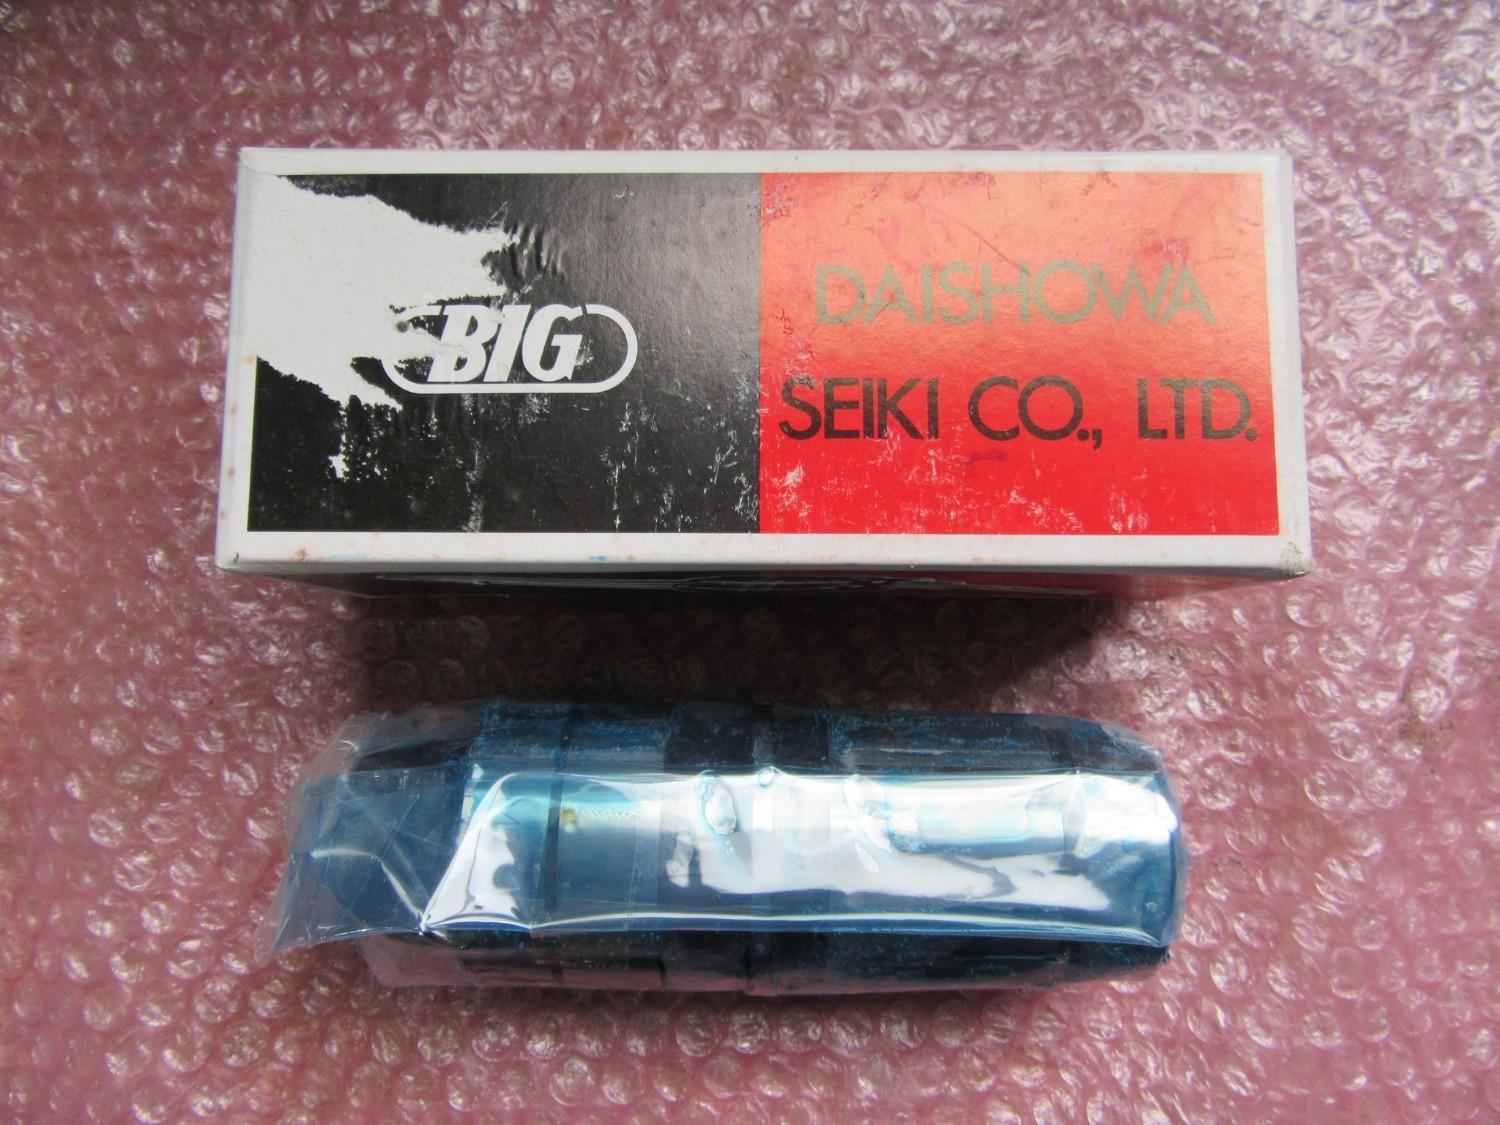 BIG
DAISHOWA
SEIKI CO., LTD.